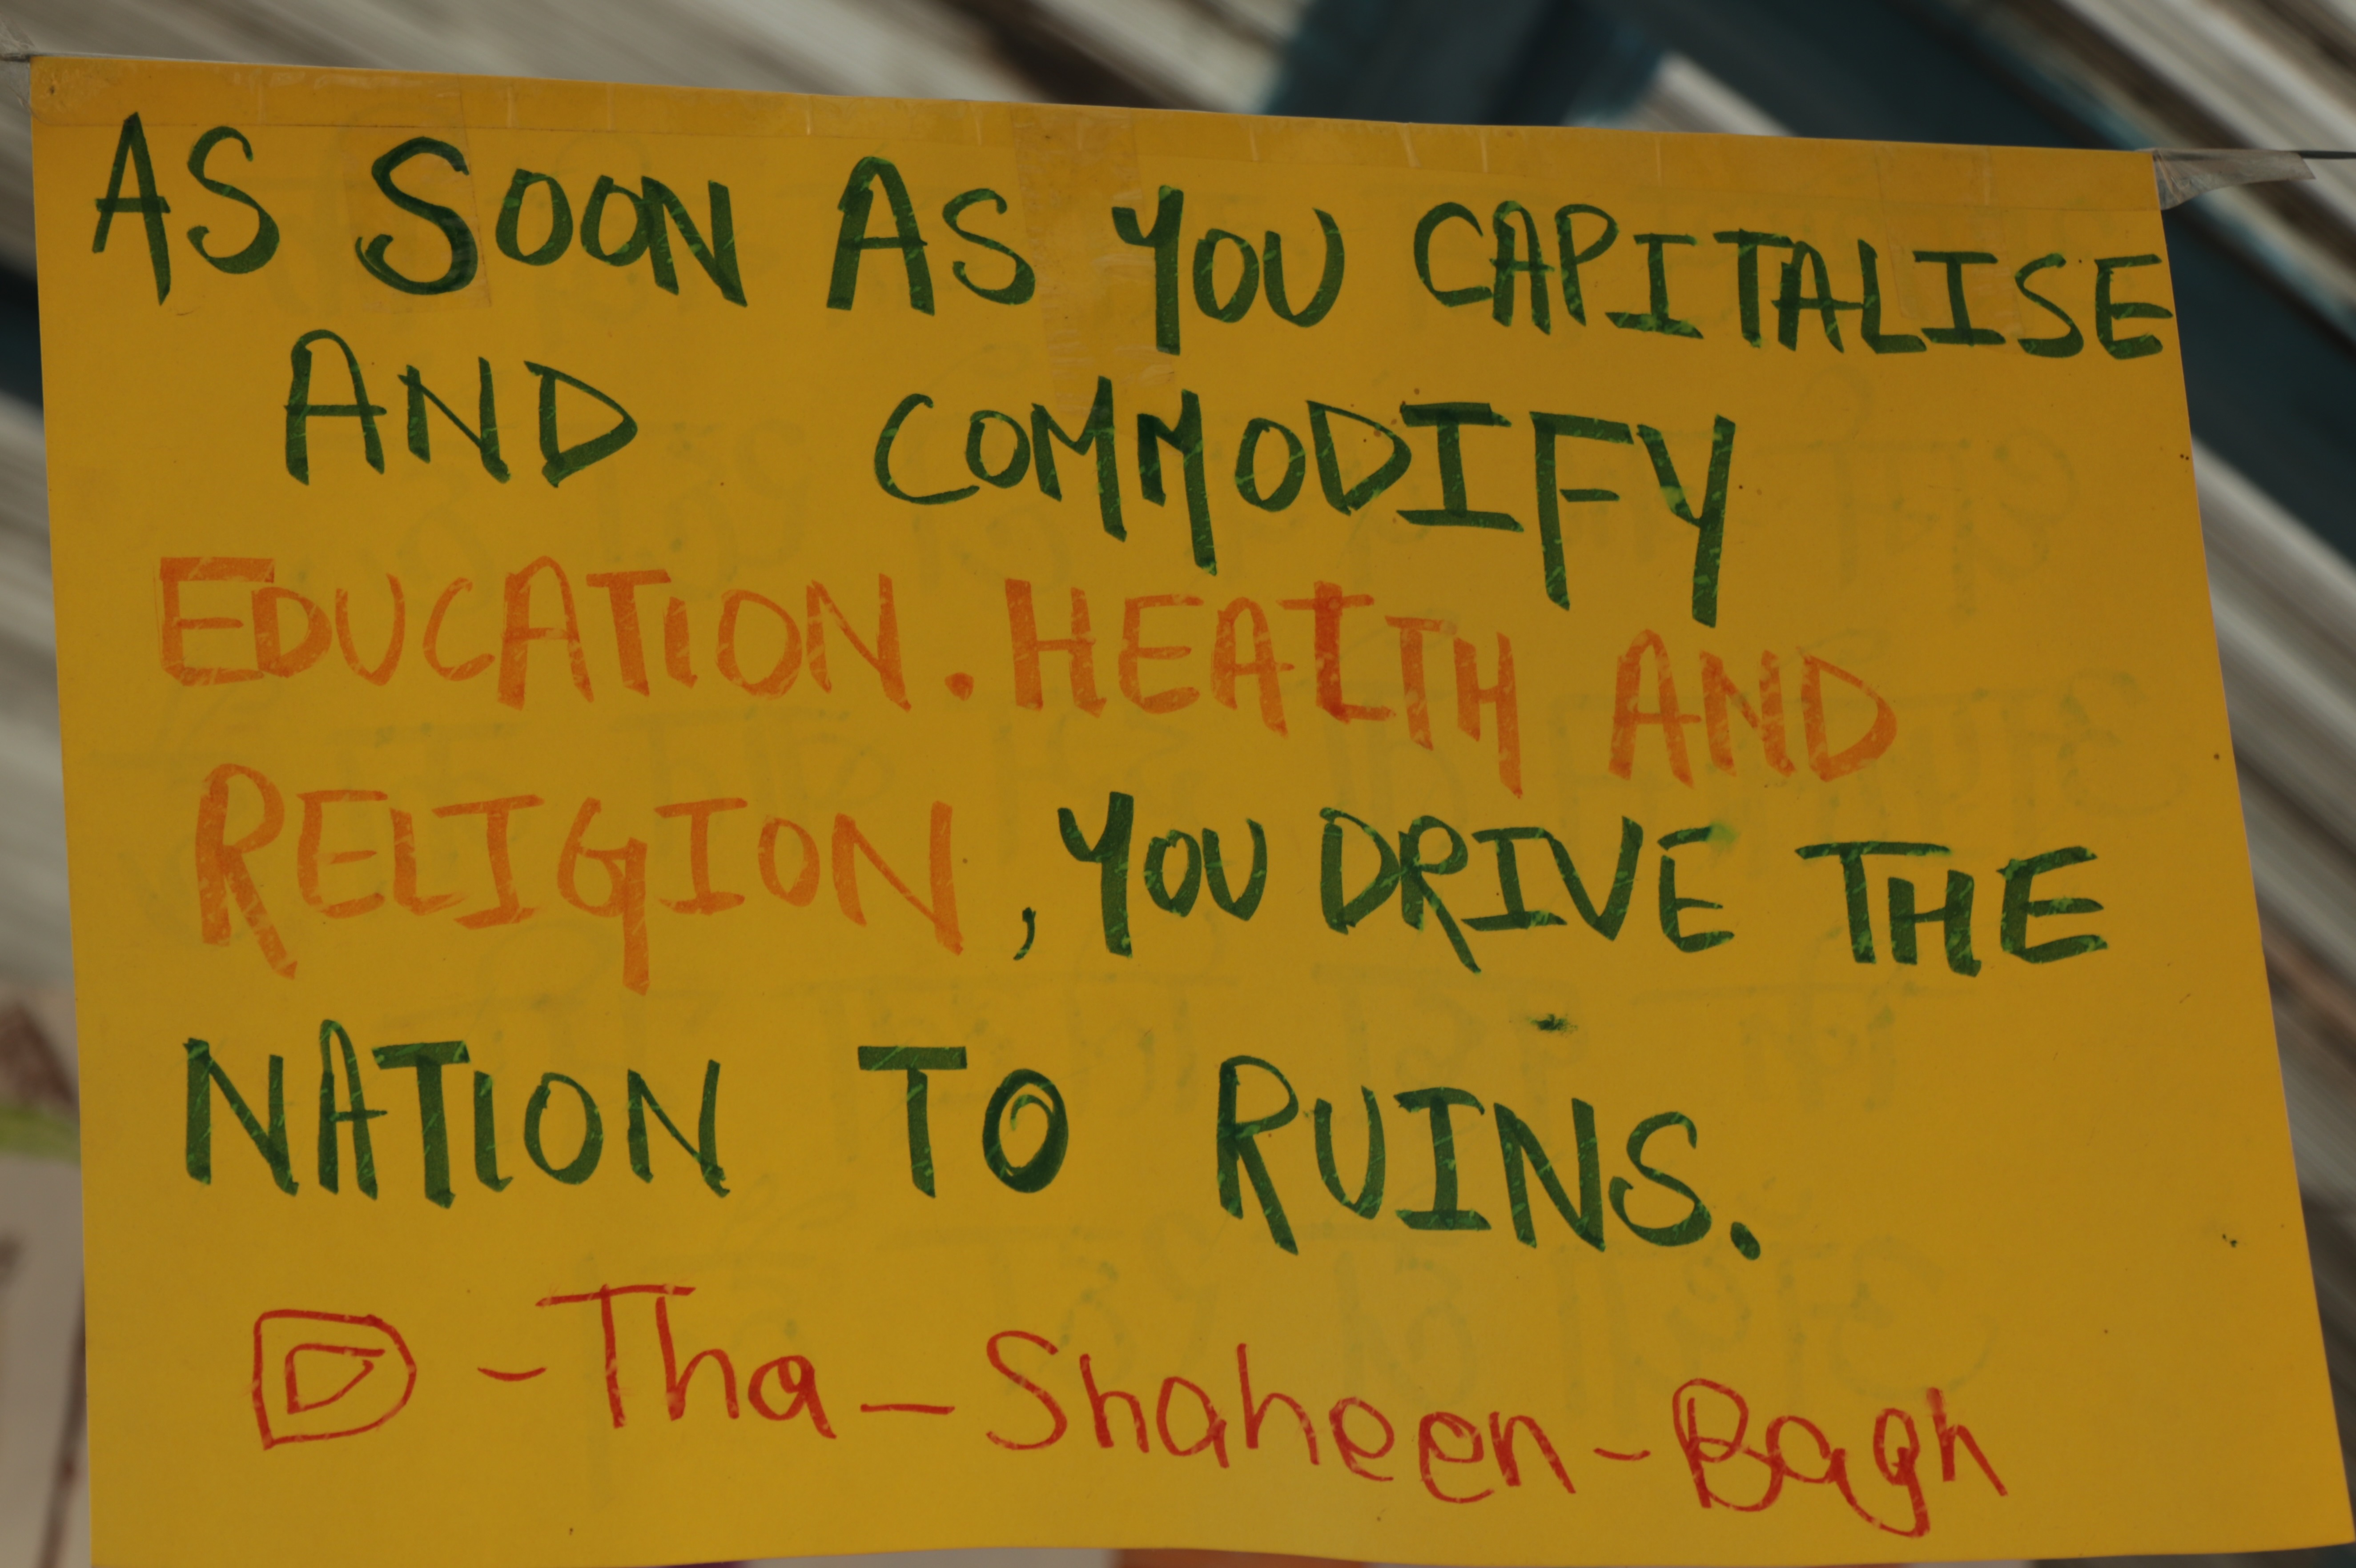 AS SOON AS YOU CAPITALISE
AND COMMODIFY
EDUCATION. HEALTH AND
RELIGION, YOU DRIVE THE
NATION TO RUINS.
- Tha - Shaheen - Bagh